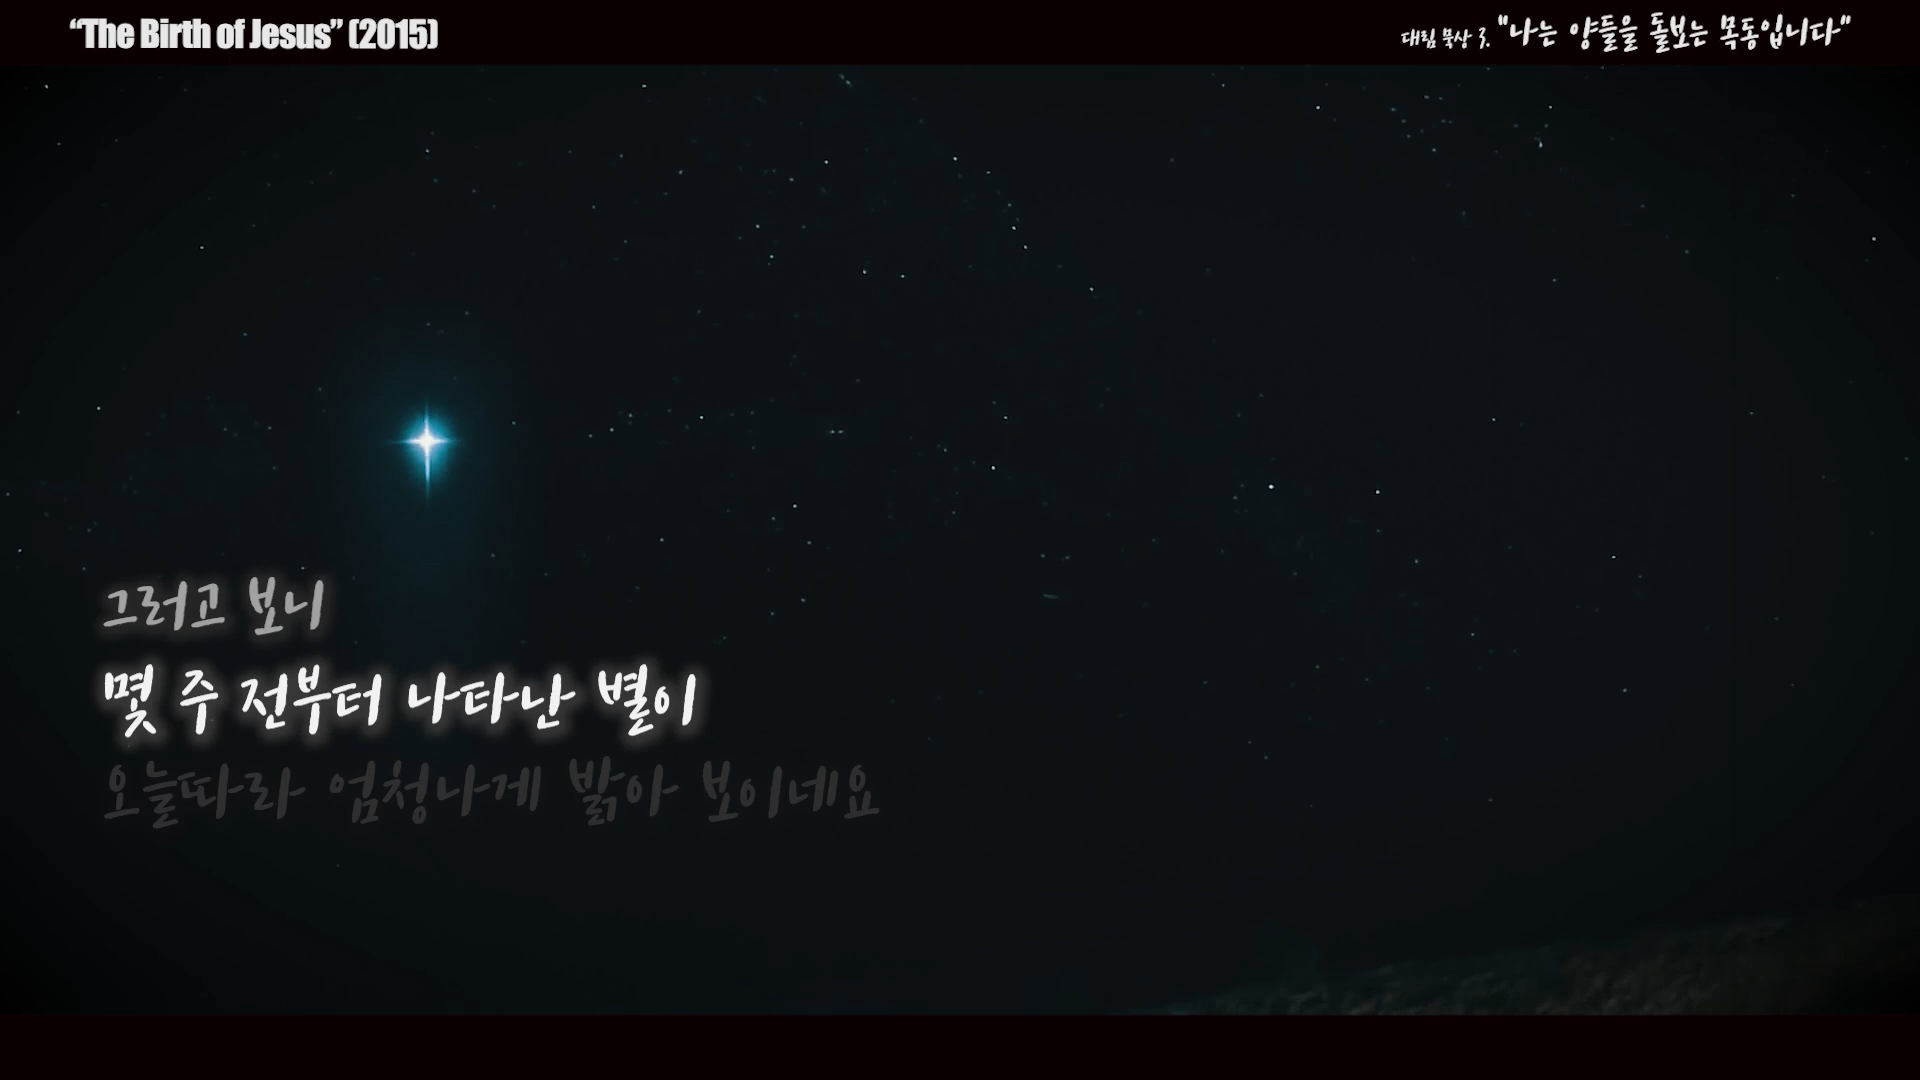 “The Birth of Jesus” (2015)
대림 묵상 3. "나는 양들을 돌보는 목동입니다"
그러고 보니
몇 주 전부터 나타난 별이
오늘따라 엄청나게 밝아 보이네요